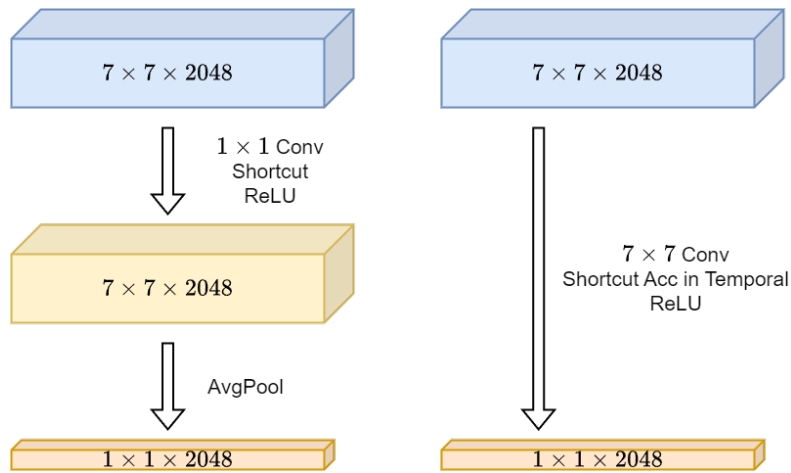 7 × 7 × 2048
1 × 1 Conv
Shortcut
ReLU
7 × 7 × 2048
AvgPool
1 × 1 × 2048
7 × 7 × 2048
7 × 7 Conv
Shortcut Acc in Temporal
ReLU
1 × 1 × 2048